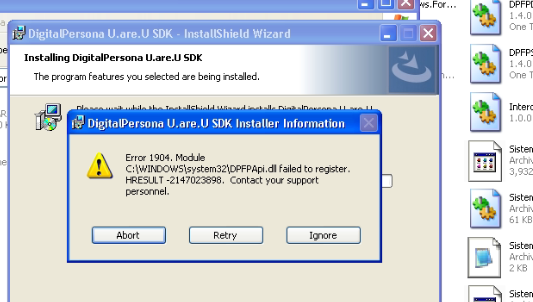 DigitalPersona U.are.U SDK - InstallShield Wizard
Installing DigitalPersona U.are.U SDK
The program features you selected are being installed.
Please wait while the InstallShield Wizard installs DigitalPersona U.are.U
DigitalPersona U.are.U SDK Installer Information
Error 1904. Module
C:\WINDOWS\system32\DPFPApi.dll failed to register.
HRESULT -2147023898. Contact your support
personnel.
Abort
Retry
Ignore
ws.For...
1.4.0
One T
DPFPS
1.4.0
One T
Interc
1.0.0
Sisten
Archiv
3,932
Sisten
Archiv
61 KB
Sisten
Archiv
2 KB
Sisten